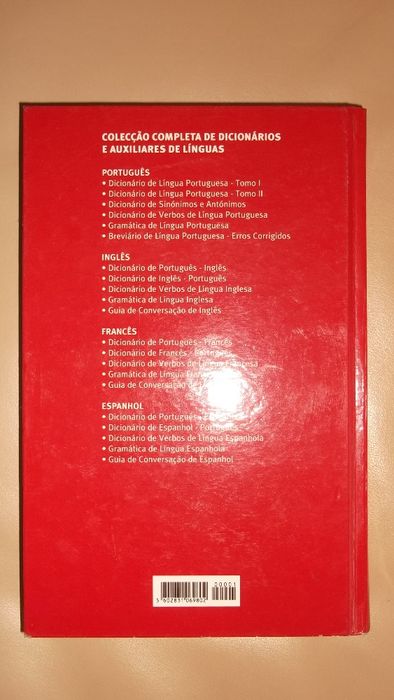 COLECÇÃO COMPLETA DE DICIONÁRIOS
E AUXILIARES DE LÍNGUAS
PORTUGUÊS
• Dicionário de Língua Portuguesa - Tomo I
• Dicionário de Língua Portuguesa - Tomo II
• Dicionário de Sinónimos e Antónimos
• Dicionário de Verbos de Língua Portuguesa
• Gramática de Língua Portuguesa
• Breviário de Língua Portuguesa - Erros Corrigidos
INGLÊS
• Dicionário de Português - Inglês
• Dicionário de Inglês - Português
• Dicionário de Verbos de Língua Inglesa
• Gramática de Língua Inglesa
• Guia de Conversação de Inglês
FRANCÊS
• Dicionário de Português - Francês
• Dicionário de Francês - Português
• Dicionário de Verbos de Língua Francesa
• Gramática de Língua
• Guia de Conversação de
ESPANHOL
• Dicionário de Português -
• Dicionário de Espanhol - Português
• Dicionário de Verbos de Língua Espanhola
• Gramática de Língua Espanhola
• Guia de Conversação de Espanhol
00001
5602831069802